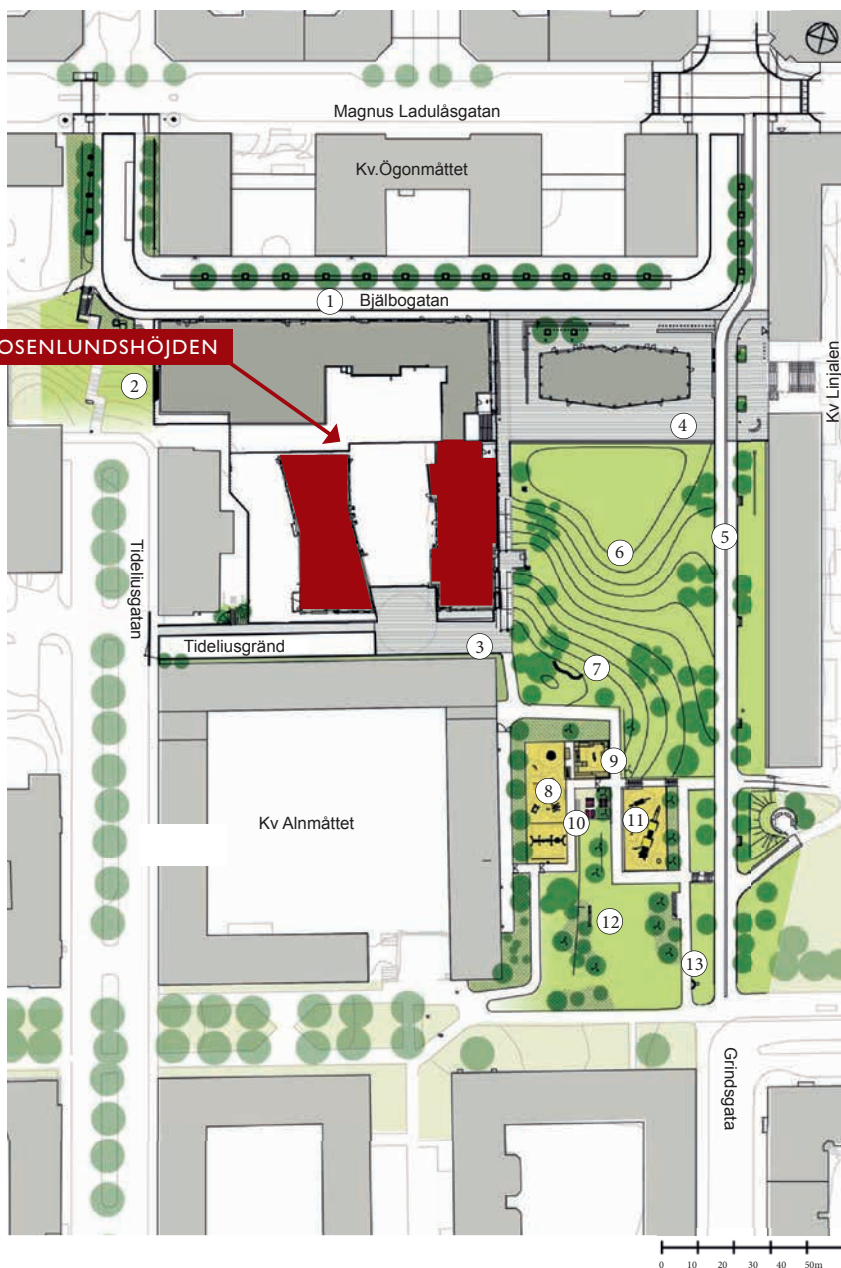 Magnus Ladulåsgatan
Kv.Ögonmåttet
1
Bjälbogatan
OSENLUNDSHÖJDEN
2
Kv Linjalen
4
5
6
Tideliusgatan
Tideliusgränd
3
7
9
8
10
11
Kv Alnmåttet
12
13
Grindsgata
0 10 20 30 40 50m